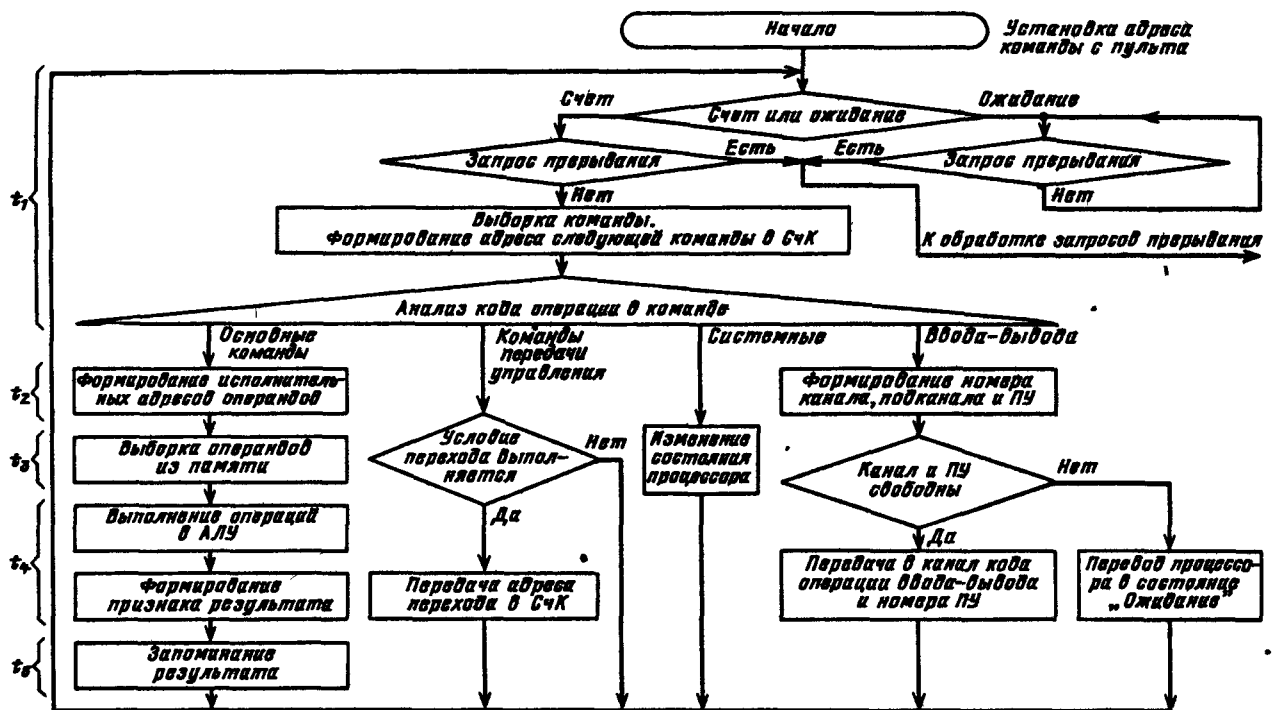 Начало
Установка адреса
команды с пульта
Счет
Счет или ожидание
Ожидание
Запрос прерывания
Есть
Есть
Запрос прерывания
Нет
Нет
t1
Выборка команды.
Формирование адреса следующей команды в СчК
К обработке запросов прерывания
Анализ кода операции в команде
Основные
команды
Команды
передачи
управления
Системные
Ввода-вывода
t2
Формирование исполнитель-
ных адресов операндов
Формирование номера
канала, подканала и ПУ
t3
Выборка операндов
из памяти
Условие
перехода выпол-
няется
Нет
Изменение
состояния
процессора
Канал и ПУ
свободны
Нет
Да
Да
t4
Выполнение операций
в АЛУ
Формирование
признака результата
Передача адреса
перехода в СчК
Передача в канал кода
операции ввода-вывода
и номера ПУ
Перевод процессо-
ра в состояние
„Ожидание"
t5
Запоминание
результата